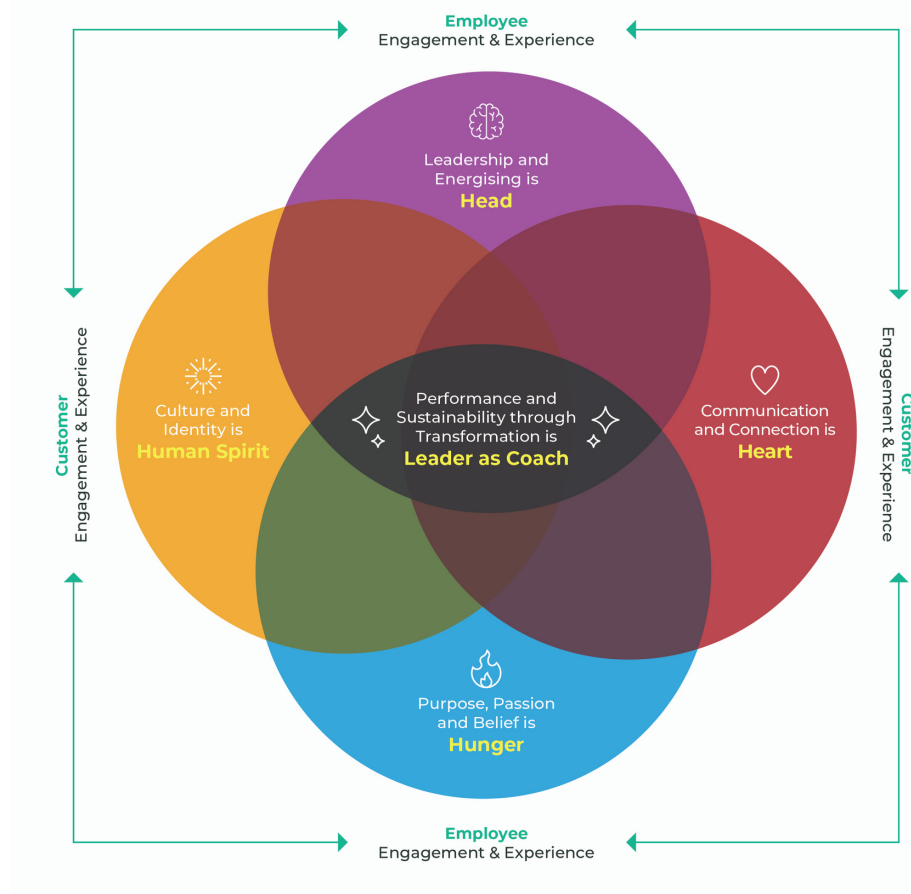 Employee
Engagement & Experience
Leadership and
Energising is
Head
Customer
Engagement & Experience
Culture and
Identity is
Human Spirit
Performance and
Sustainability through
Transformation is
Leader as Coach
Communication
and Connection is
Heart
Engagement & Experience
Customer
Purpose, Passion
and Belief is
Hunger
Employee
Engagement & Experience